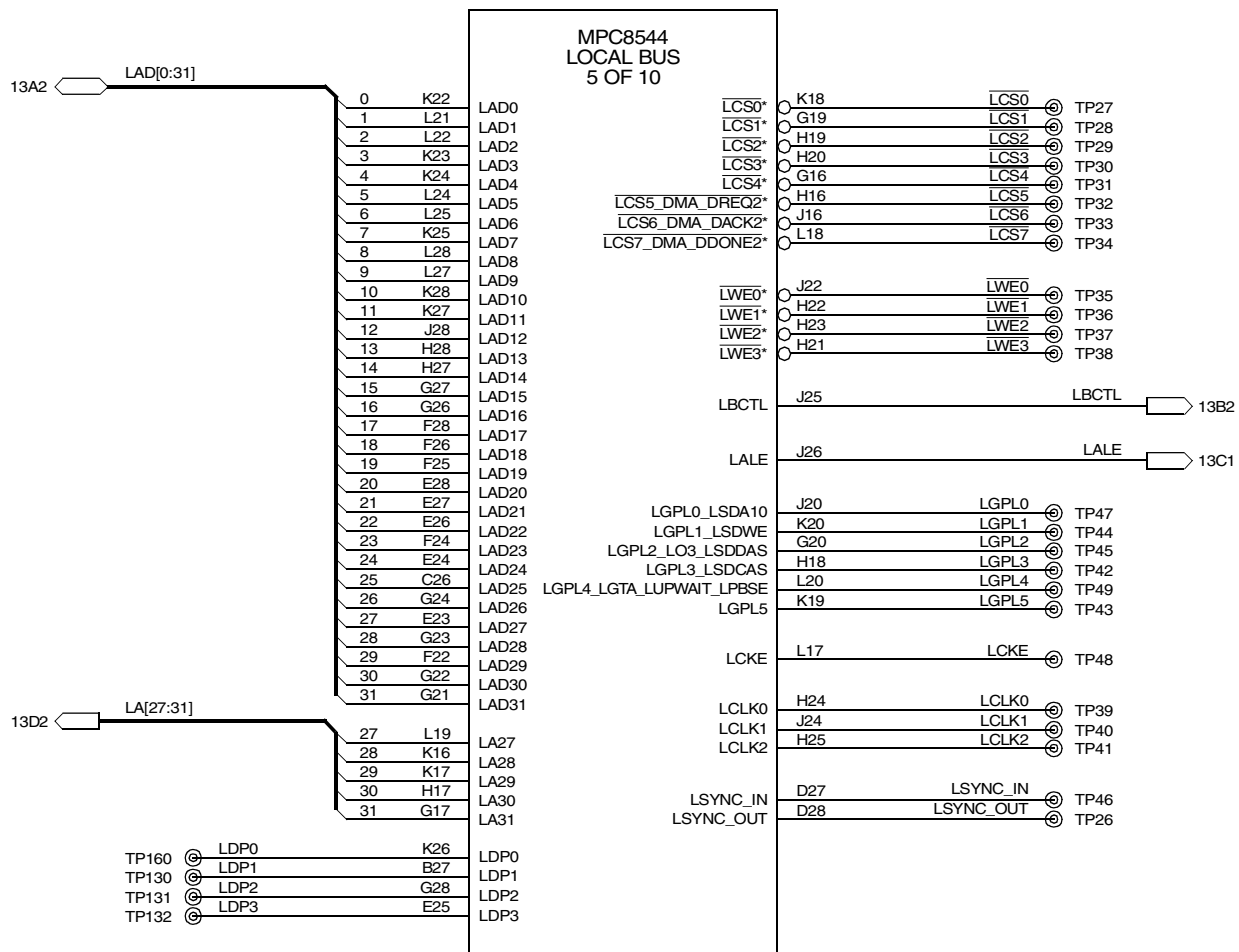 MPC8544
LOCAL BUS
5 OF 10
13A2 LAD[0:31]
0 K22 LAD0
1 L21 LAD1
2 L22 LAD2
3 K23 LAD3
4 K24 LAD4
5 L24 LAD5
6 L25 LAD6
7 K25 LAD7
8 L28 LAD8
9 L27 LAD9
10 K28 LAD10
11 K27 LAD11
12 J28 LAD12
13 H28 LAD13
14 H27 LAD14
15 G27 LAD15
16 G26 LAD16
17 F28 LAD17
18 F26 LAD18
19 F25 LAD19
20 E28 LAD20
21 E27 LAD21
22 E26 LAD22
23 F24 LAD23
24 E24 LAD24
25 C26 LAD25
26 G24 LAD26
27 E23 LAD27
28 G23 LAD28
29 F22 LAD29
30 G22 LAD30
31 G21 LAD31
13D2 LA[27:31]
27 L19 LA27
28 K16 LA28
29 K17 LA29
30 H17 LA30
31 G17 LA31
TP160 LDP0 K26 LDP0
TP130 LDP1 B27 LDP1
TP131 LDP2 G28 LDP2
TP132 LDP3 E25 LDP3
LCS0* K18 LCS0 TP27
LCS1* G19 LCS1 TP28
LCS2* H19 LCS2 TP29
LCS3* H20 LCS3 TP30
LCS4* G16 LCS4 TP31
LCS5_DMA_DREQ2* H16 LCS5 TP32
LCS6_DMA_DACK2* J16 LCS6 TP33
LCS7_DMA_DDONE2* L18 LCS7 TP34
LWE0* J22 LWE0 TP35
LWE1* H22 LWE1 TP36
LWE2* H23 LWE2 TP37
LWE3* H21 LWE3 TP38
LBCTL J25 LBCTL 13B2
LALE J26 LALE 13C1
LGPL0_LSDA10 J20 LGPL0 TP47
LGPL1_LSDWE K20 LGPL1 TP44
LGPL2_LO3_LSDDAS G20 LGPL2 TP45
LGPL3_LSDCAS H18 LGPL3 TP42
LGPL4_LGTA_LUPWAIT_LPBSE L20 LGPL4 TP49
LGPL5 K19 LGPL5 TP43
LCKE L17 LCKE TP48
LCLK0 H24 LCLK0 TP39
LCLK1 J24 LCLK1 TP40
LCLK2 H25 LCLK2 TP41
LSYNC_IN D27 LSYNC_IN TP46
LSYNC_OUT D28 LSYNC_OUT TP26